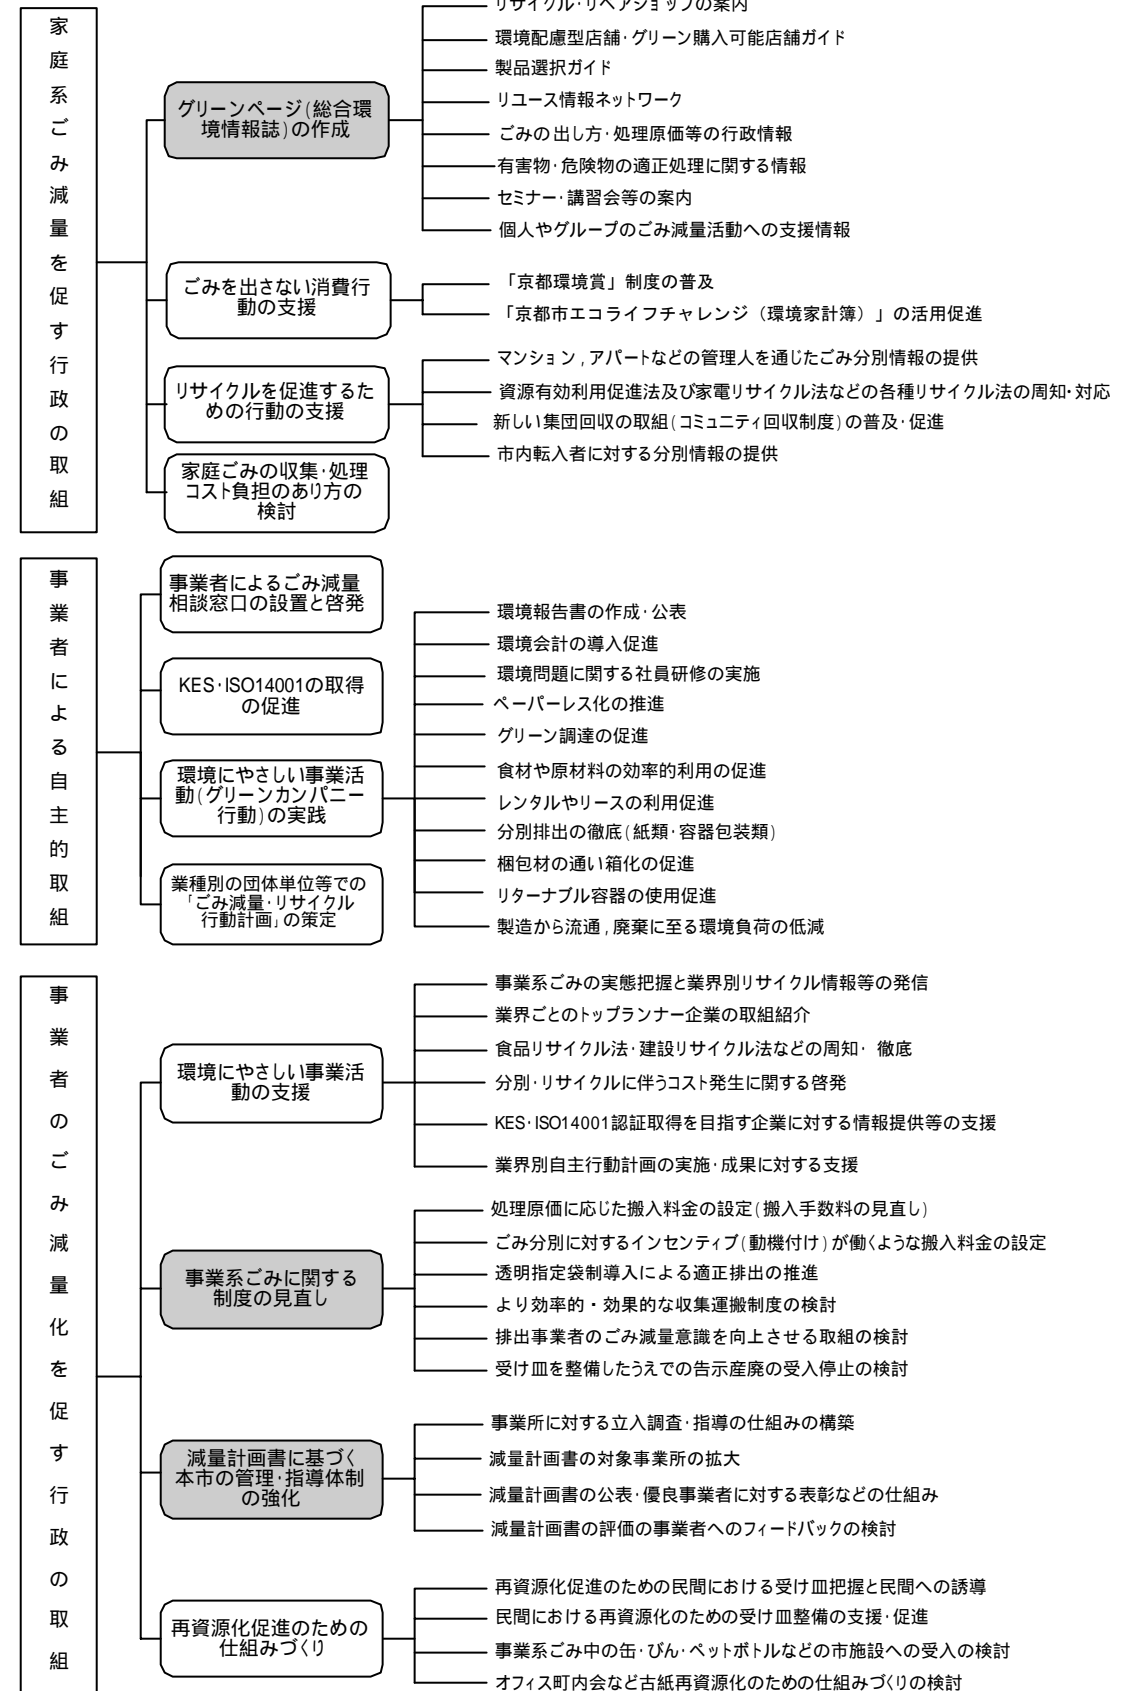 家庭系ごみ減量を促す行政の取組
グリーンページ(総合環
境情報誌)の作成
リサイクル・リペアショップの案内
環境配慮型店舗・グリーン購入可能店舗ガイド
製品選択ガイド
リユース情報ネットワーク
ごみの出し方・処理原価等の行政情報
有害物・危険物の適正処理に関する情報
セミナー・講習会等の案内
個人やグループのごみ減量活動への支援情報
ごみを出さない消費行
動の支援
「京都環境賞」制度の普及
「京都市エコライフチャレンジ（環境家計簿）」の活用促進
リサイクルを促進するた
めの行動の支援
マンション,アパートなどの管理人を通じたごみ分別情報の提供
資源有効利用促進法及び家電リサイクル法などの各種リサイクル法の周知・対応
新しい集団回収の取組(コミュニティ回収制度)の普及・促進
市内転入者に対する分別情報の提供
家庭ごみの収集・処理
コスト負担のあり方の
検討
事業者による自主的取組
事業者によるごみ減量
相談窓口の設置と啓発
KES・ISO14001の取得
の促進
環境にやさしい事業活
動(グリーンカンパニー
行動)の実践
環境報告書の作成・公表
環境会計の導入促進
環境問題に関する社員研修の実施
ペーパーレス化の推進
グリーン調達の促進
食材や原材料の効率的利用の促進
レンタルやリースの利用促進
分別排出の徹底(紙類・容器包装類)
梱包材の通い箱化の促進
リターナブル容器の使用促進
製造から流通,廃棄に至る環境負荷の低減
業種別の団体単位等での
「ごみ減量・リサイクル
行動計画」の策定
事業者のごみ減量化を促す行政の取組
環境にやさしい事業活
動の支援
事業系ごみの実態把握と業界別リサイクル情報等の発信
業界ごとのトップランナー企業の取組紹介
食品リサイクル法・建設リサイクル法などの周知・ 徹底
分別・リサイクルに伴うコスト発生に関する啓発
KES・ISO14001認証取得を目指す企業に対する情報提供等の支援
業界別自主行動計画の実施・成果に対する支援
事業系ごみに関する
制度の見直し
処理原価に応じた搬入料金の設定(搬入手数料の見直し)
ごみ分別に対するインセンティブ(動機付け)が働くような搬入料金の設定
透明指定袋制導入による適正排出の推進
より効率的・効果的な収集運搬制度の検討
排出事業者のごみ減量意識を向上させる取組の検討
受け皿を整備したうえでの告示産廃の受入停止の検討
減量計画書に基づく
本市の管理・指導体制
の強化
事業所に対する立入調査・指導の仕組みの構築
減量計画書の対象事業所の拡大
減量計画書の公表・優良事業者に対する表彰などの仕組み
減量計画書の評価の事業者へのフィードバックの検討
再資源化促進のための
仕組みづくり
再資源化促進のための民間における受け皿把握と民間への誘導
民間における再資源化のための受け皿整備の支援・促進
事業系ごみ中の缶・びん・ペットボトルなどの市施設への受入の検討
オフィス町内会など古紙再資源化のための仕組みづくりの検討